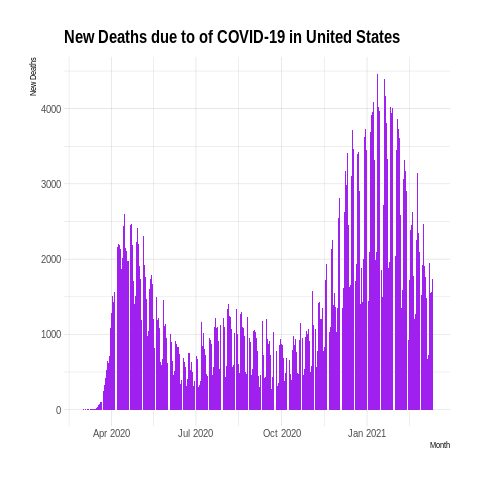 New Deaths due to of COVID-19 in United States
New Deaths
4000
3000
2000
1000
0
Apr 2020 Jul 2020 Oct 2020 Jan 2021
Month